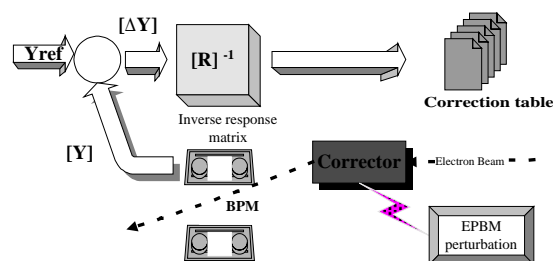 [ΔY]
Yref
[R] -1
Correction table
Inverse response
matrix
[Y]
Corrector
Electron Beam
BPM
EPBM
perturbation